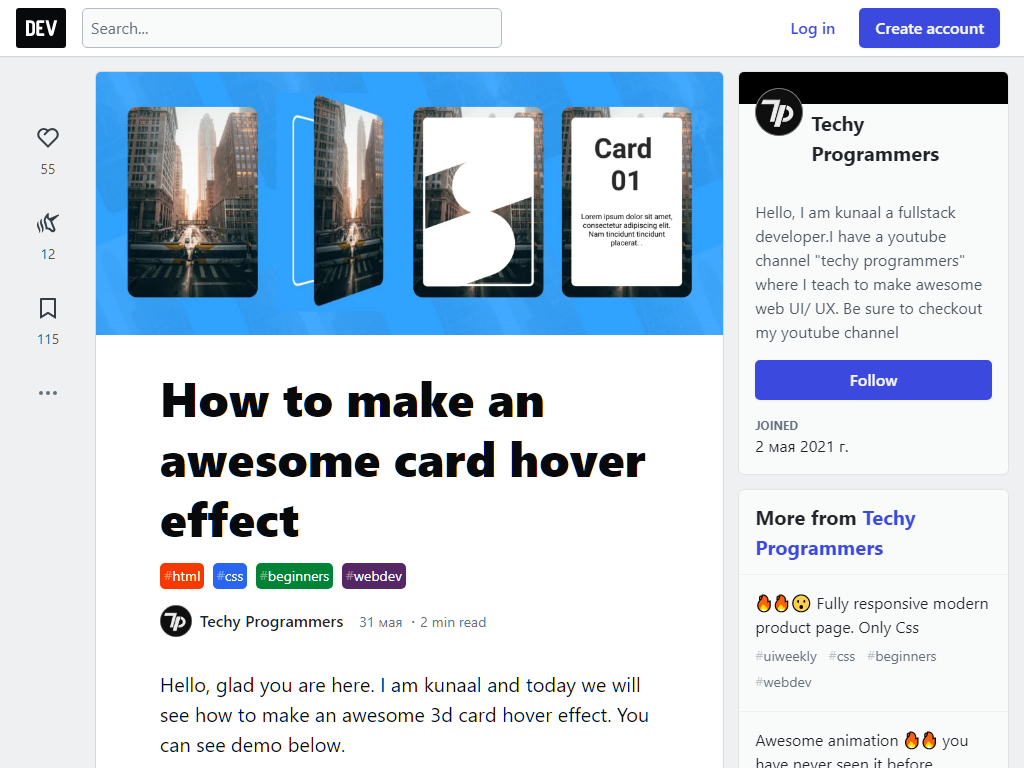 DEV
Search...
Log in
Create account
55
12
115
Card
01
Lorem ipsum dolor sit amet,
consectetur adipiscing elit.
Nam tincidunt tincidunt
placerat. .
How to make an
awesome card hover
effect
#html #css #beginners #webdev
Techy Programmers 31 мая · 2 min read
Hello, glad you are here. I am kunaal and today we will
see how to make an awesome 3d card hover effect. You
can see demo below.
Techy
Programmers
Hello, I am kunaal a fullstack
developer.I have a youtube
channel "techy programmers"
where I teach to make awesome
web UI/ UX. Be sure to checkout
my youtube channel
Follow
JOINED
2 мая 2021 г.
More from Techy
Programmers
🔥🔥😮 Fully responsive modern
product page. Only Css
#uiweekly #css #beginners
#webdev
Awesome animation 🔥🔥 you
have never seen it before